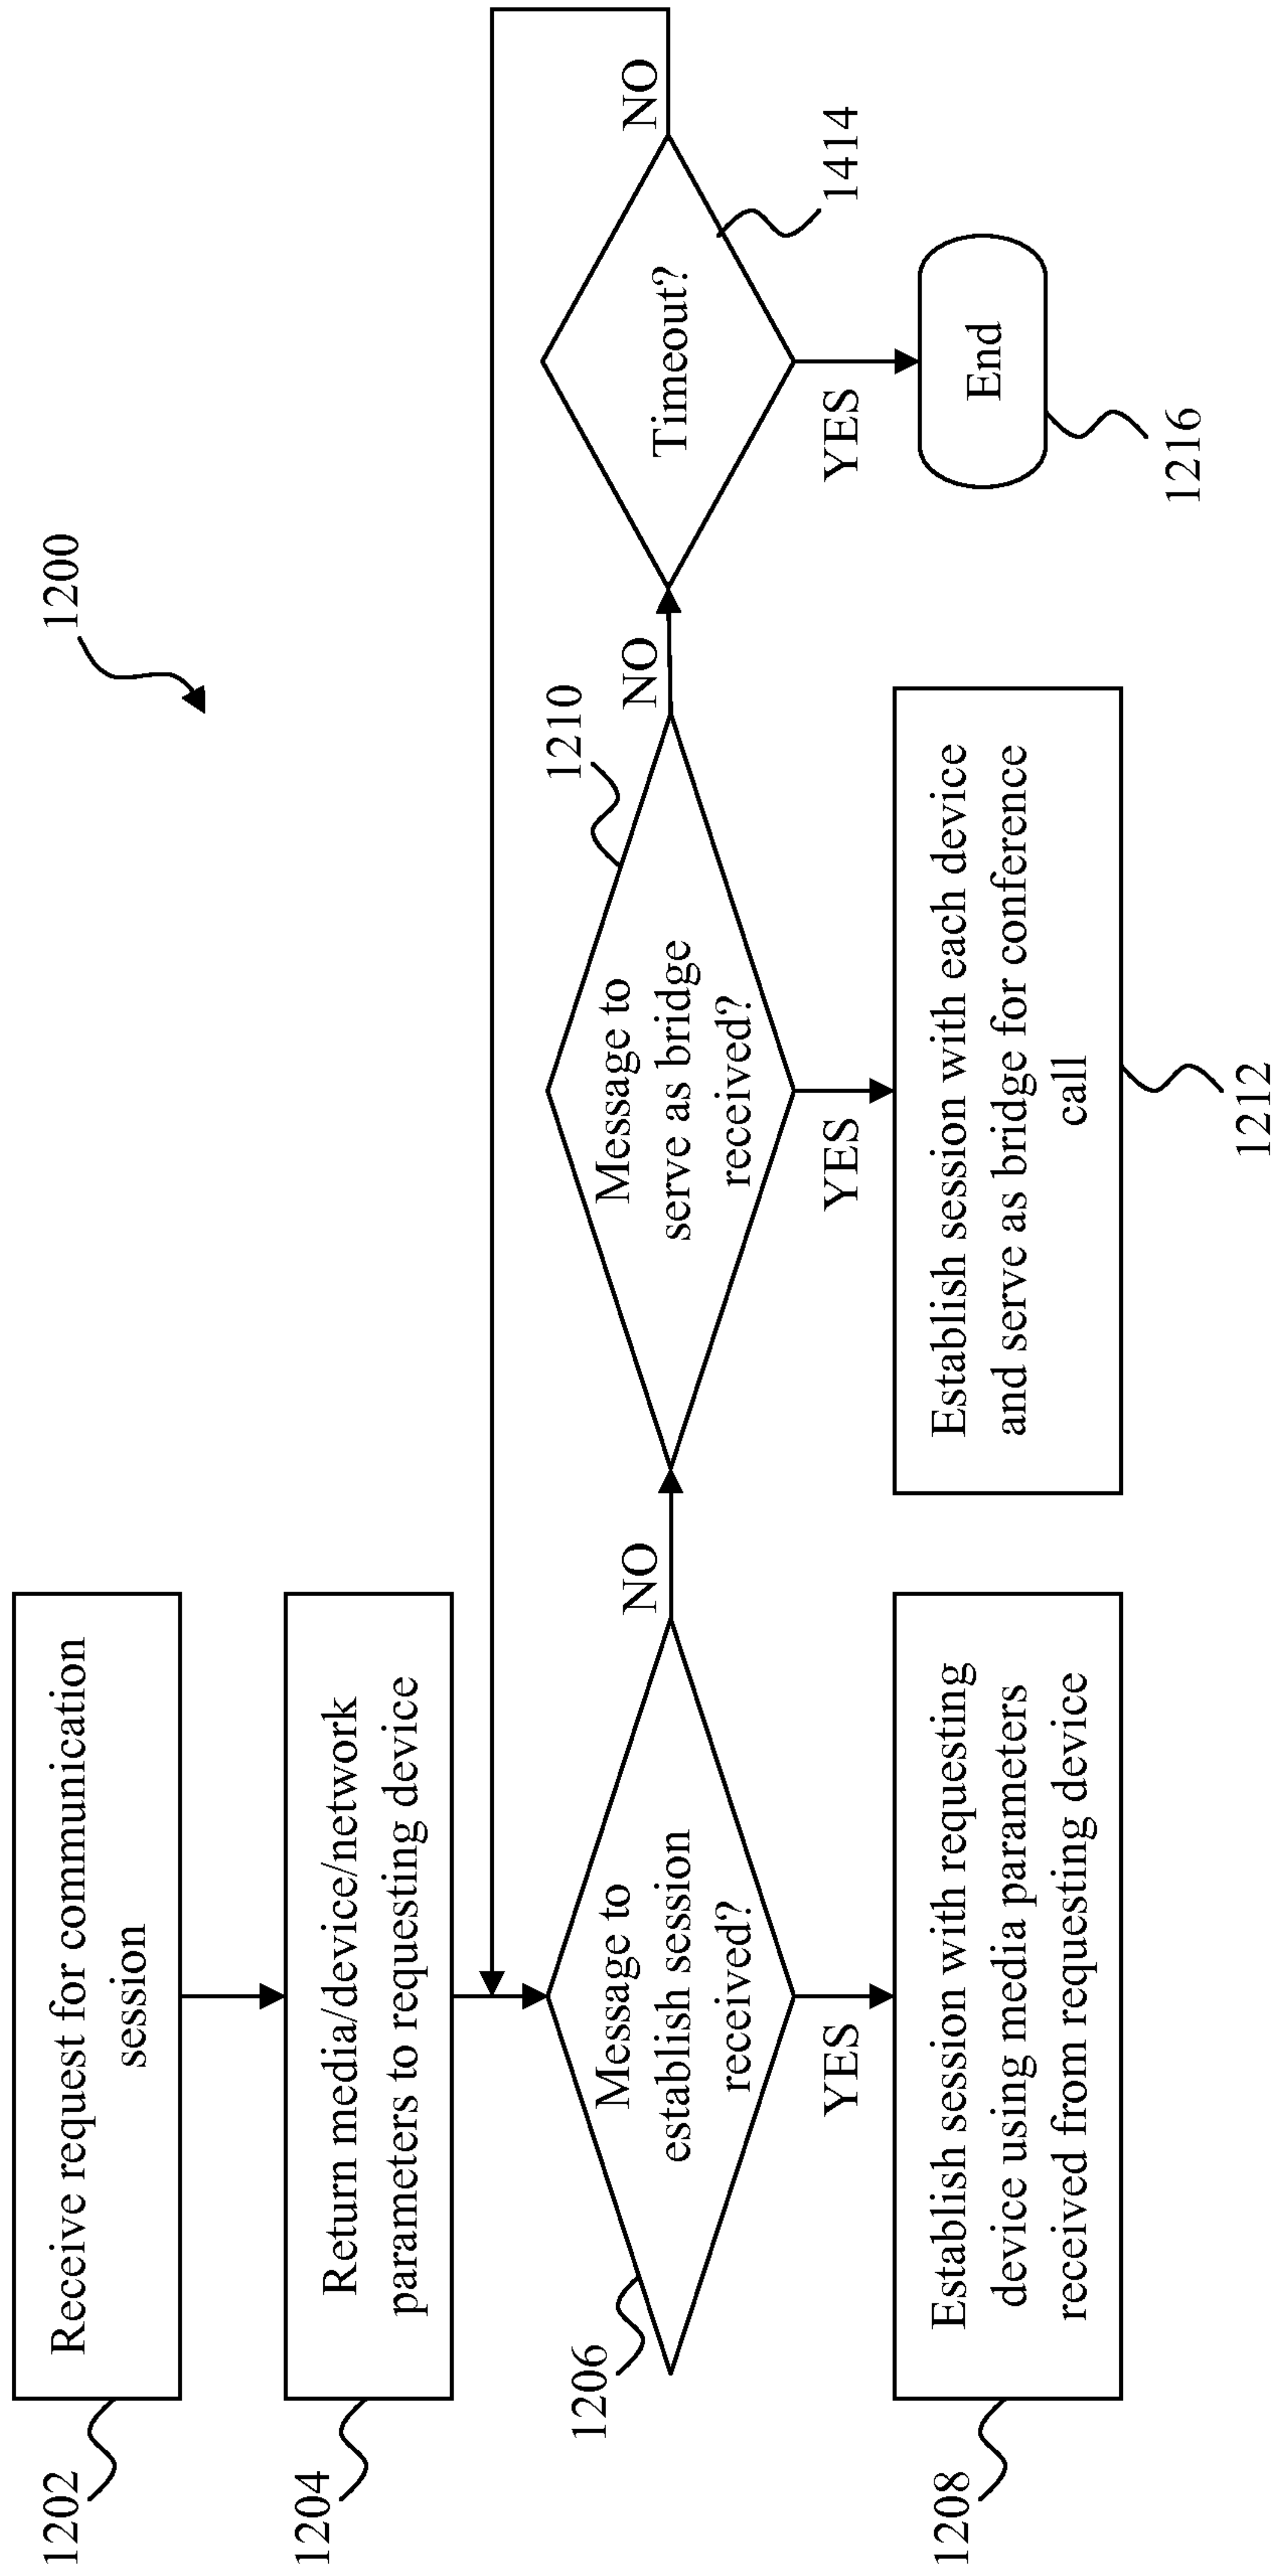 1200
1202
Receive request for communication
session
1204
Return media/device/network
parameters to requesting device
1206
Message to
establish session
received?
NO
YES
1208
Establish session with requesting
device using media parameters
received from requesting device
1210
Message to
serve as bridge
received?
NO
YES
Establish session with each device
and serve as bridge for conference
call
1212
Timeout?
NO
1414
YES
End
1216